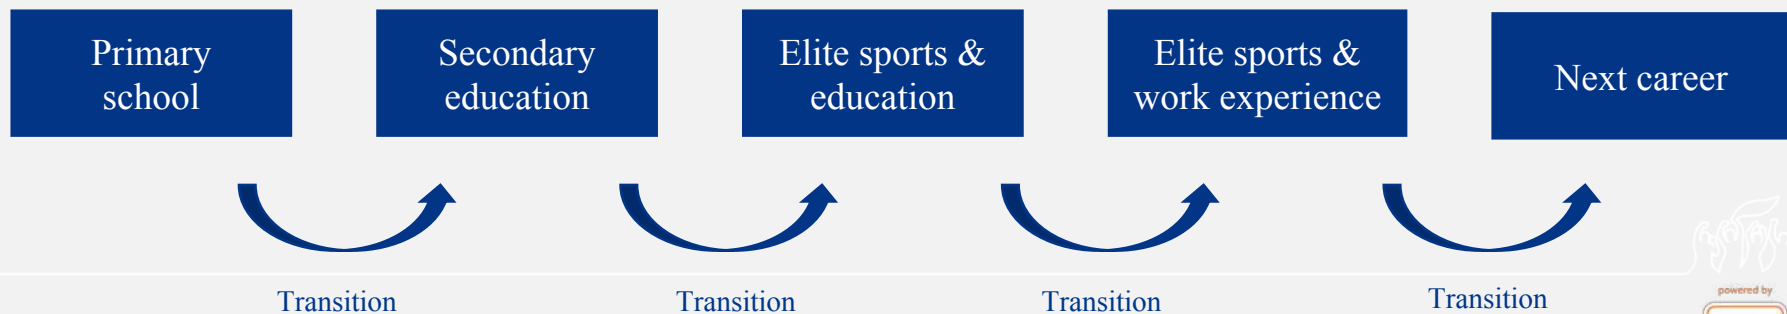 Primary
school
Secondary
education
Elite sports &
education
Elite sports &
work experience
Next career
Transition
Transition
Transition
Transition
powered by